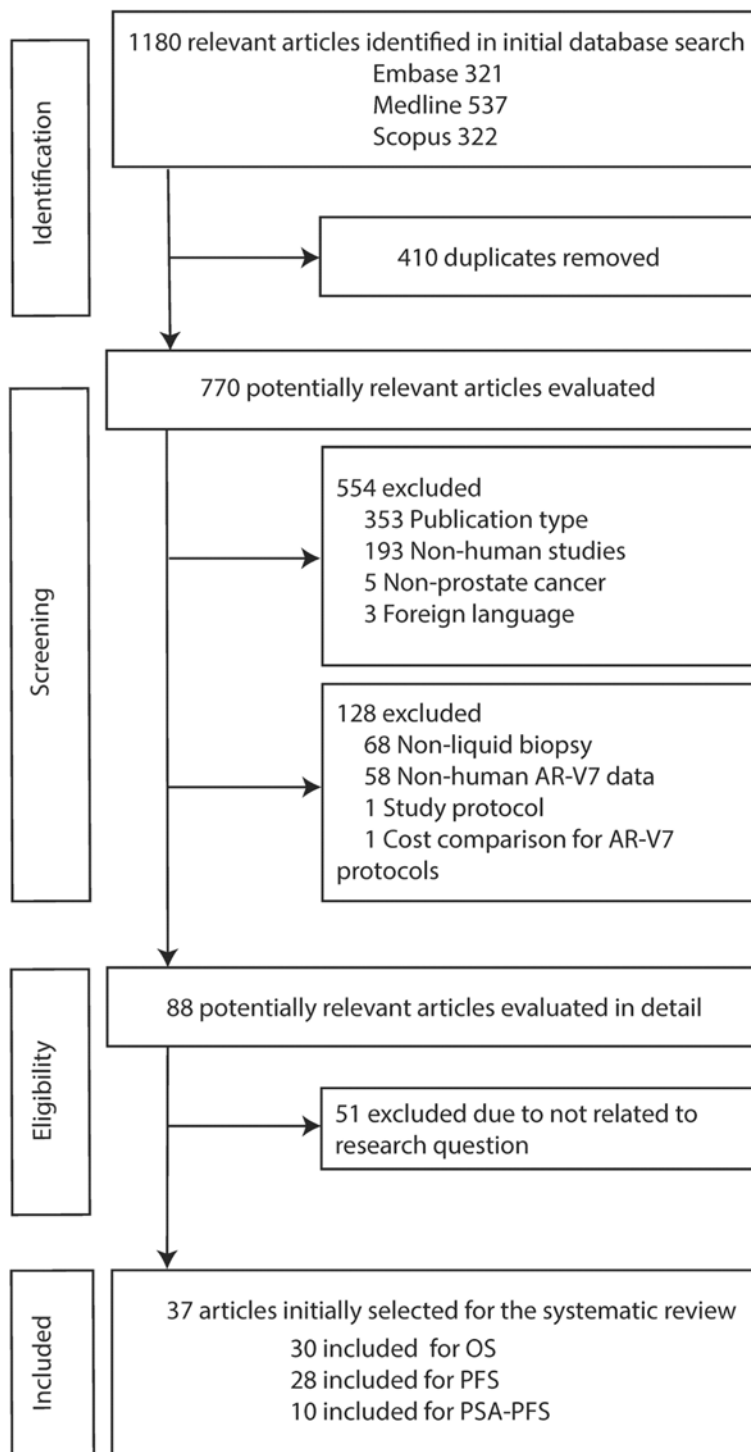 Identification
1180 relevant articles identified in initial database search
Embase 321
Medline 537
Scopus 322
410 duplicates removed
Screening
770 potentially relevant articles evaluated
554 excluded
353 Publication type
193 Non-human studies
5 Non-prostate cancer
3 Foreign language
128 excluded
68 Non-liquid biopsy
58 Non-human AR-V7 data
1 Study protocol
1 Cost comparison for AR-V7
protocols
Eligibility
88 potentially relevant articles evaluated in detail
51 excluded due to not related to
research question
Included
37 articles initially selected for the systematic review
30 included for OS
28 included for PFS
10 included for PSA-PFS